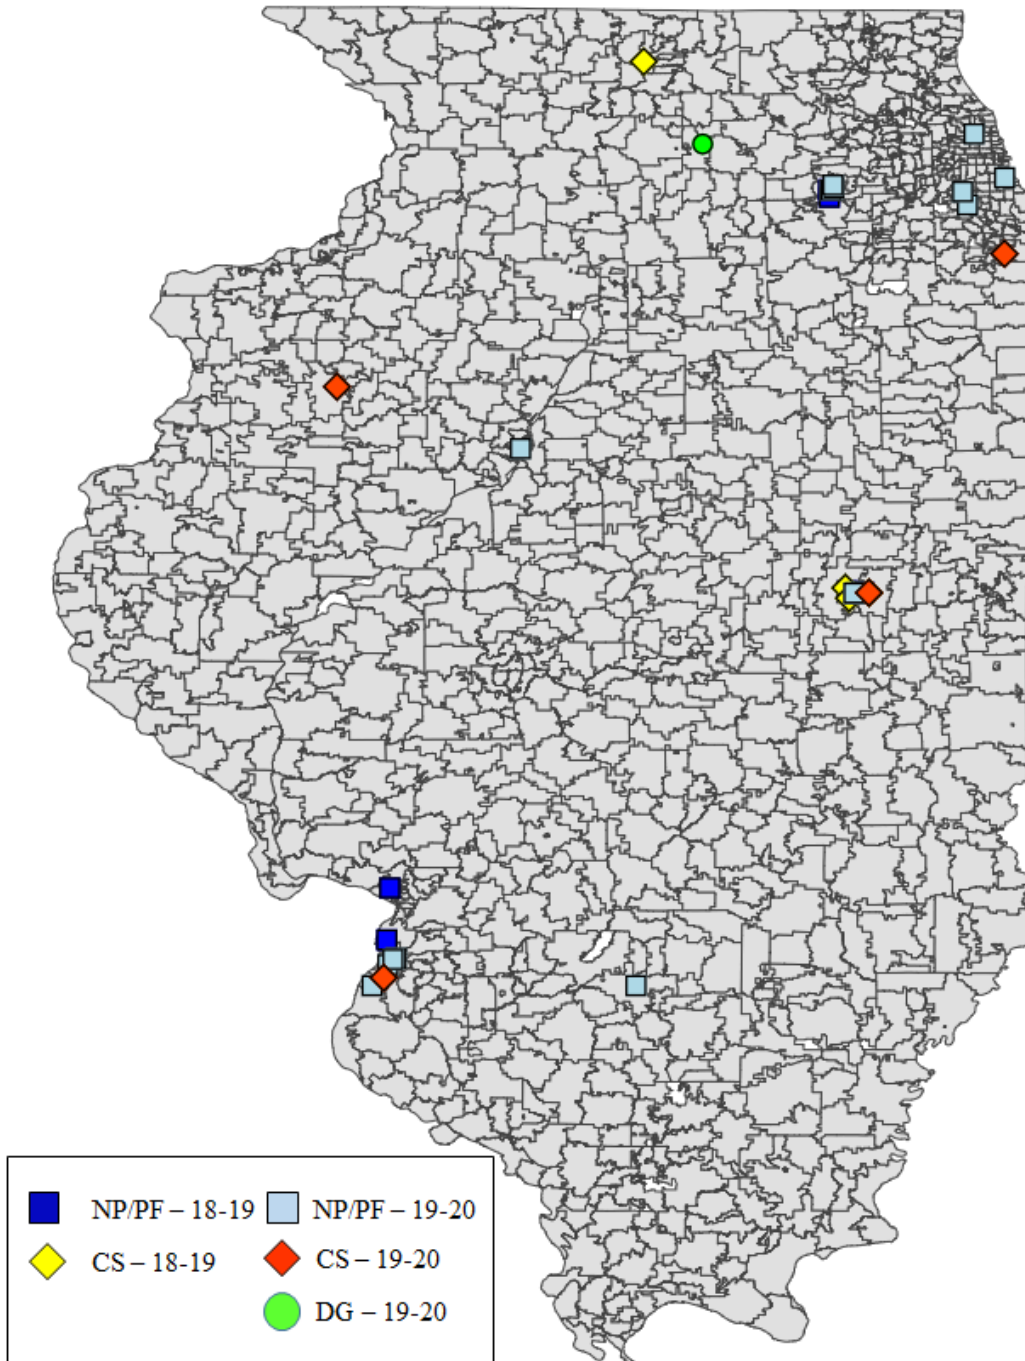 NP/PF – 18-19 NP/PF – 19-20
CS – 18-19 CS – 19-20
DG – 19-20